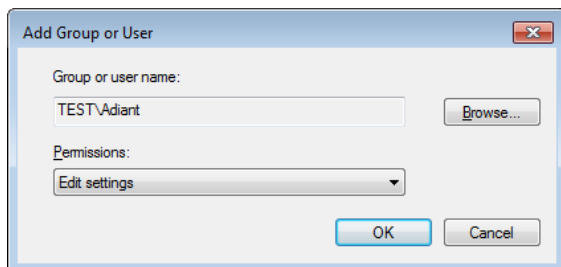 Add Group or User
Group or user name:
TEST\Adiant
Browse...
Permissions:
Edit settings
OK
Cancel